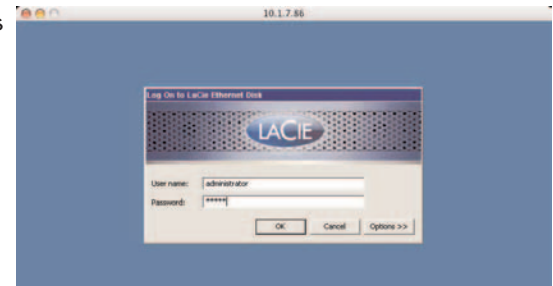 s
10.1.7.86
Log On to LaCie Ethernet Disk
LACIE
User name: administrator
Password: *****
OK Cancel Options >>